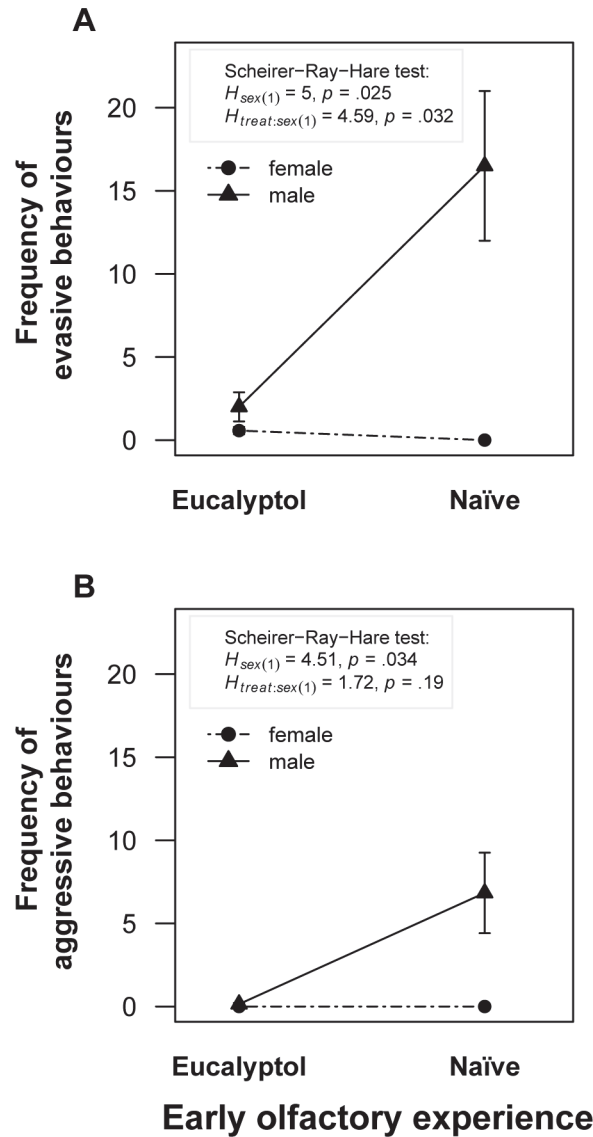 A
Frequency of
evasive behaviours
20
15
10
5
0
Scheirer−Ray−Hare test:
Hsex(1) = 5, p = .025
Htreat:sex(1) = 4.59, p = .032
female
male
Eucalyptol Naïve
B
Frequency of
aggressive behaviours
20
15
10
5
0
Scheirer−Ray−Hare test:
Hsex(1) = 4.51, p = .034
Htreat:sex(1) = 1.72, p = .19
female
male
Eucalyptol Naïve
Early olfactory experience